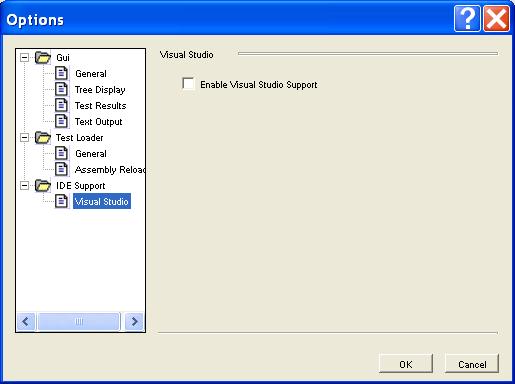 Options
Gui
General
Tree Display
Test Results
Text Output
Test Loader
General
Assembly Reload
IDE Support
Visual Studio
Visual Studio
Enable Visual Studio Support
OK
Cancel